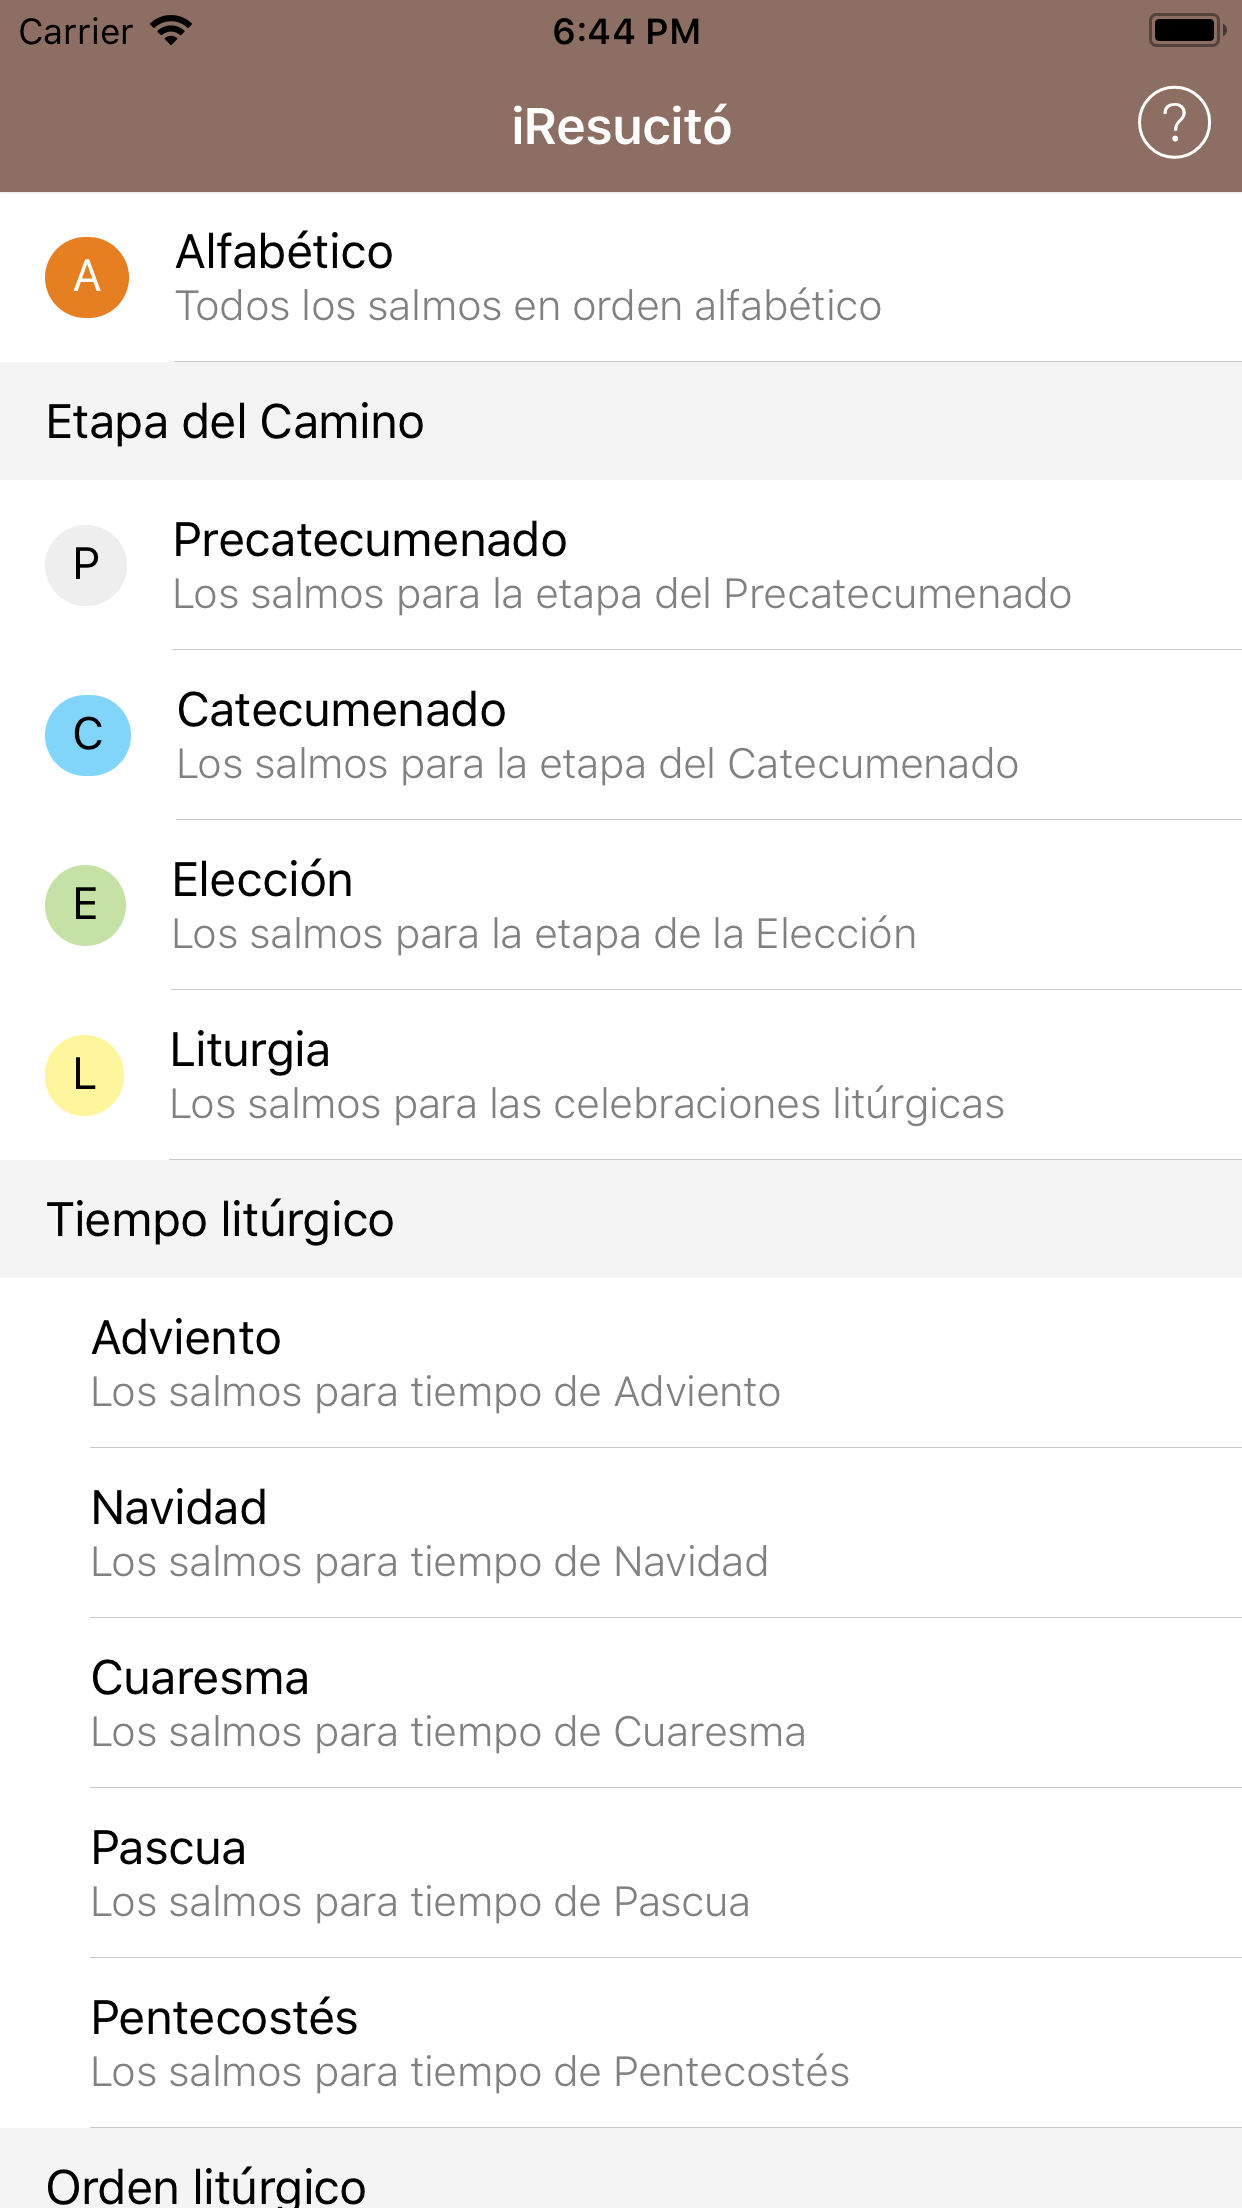 Carrier 6:44 PM
iResucitó
?
A
Alfabético
Todos los salmos en orden alfabético
Etapa del Camino
P
Precatecumenado
Los salmos para la etapa del Precatecumenado
C
Catecumenado
Los salmos para la etapa del Catecumenado
E
Elección
Los salmos para la etapa de la Elección
L
Liturgia
Los salmos para las celebraciones litúrgicas
Tiempo litúrgico
Adviento
Los salmos para tiempo de Adviento
Navidad
Los salmos para tiempo de Navidad
Cuaresma
Los salmos para tiempo de Cuaresma
Pascua
Los salmos para tiempo de Pascua
Pentecostés
Los salmos para tiempo de Pentecostés
Orden litúrgico